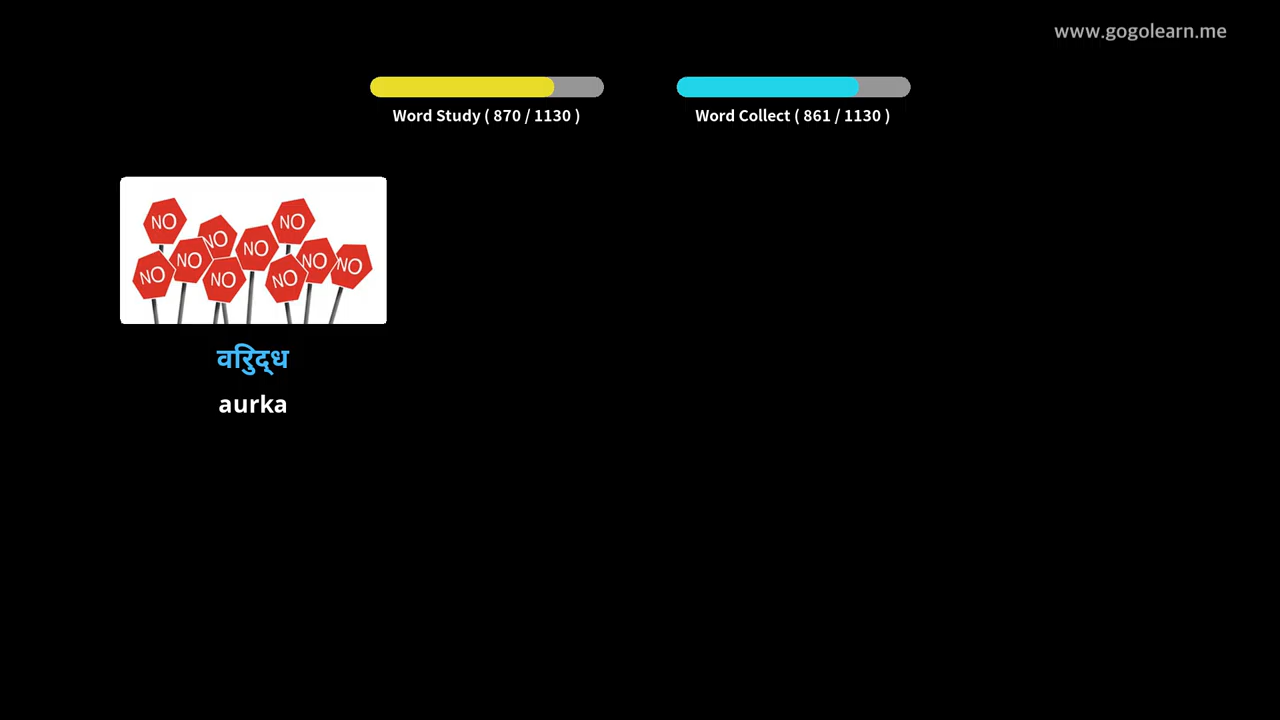 www.gogolearn.me
Word Study ( 870 / 1130 )
Word Collect ( 861 / 1130 )
NO NO
NO NO
NO NO NO
NO NO NO
विरुद्ध
aurka